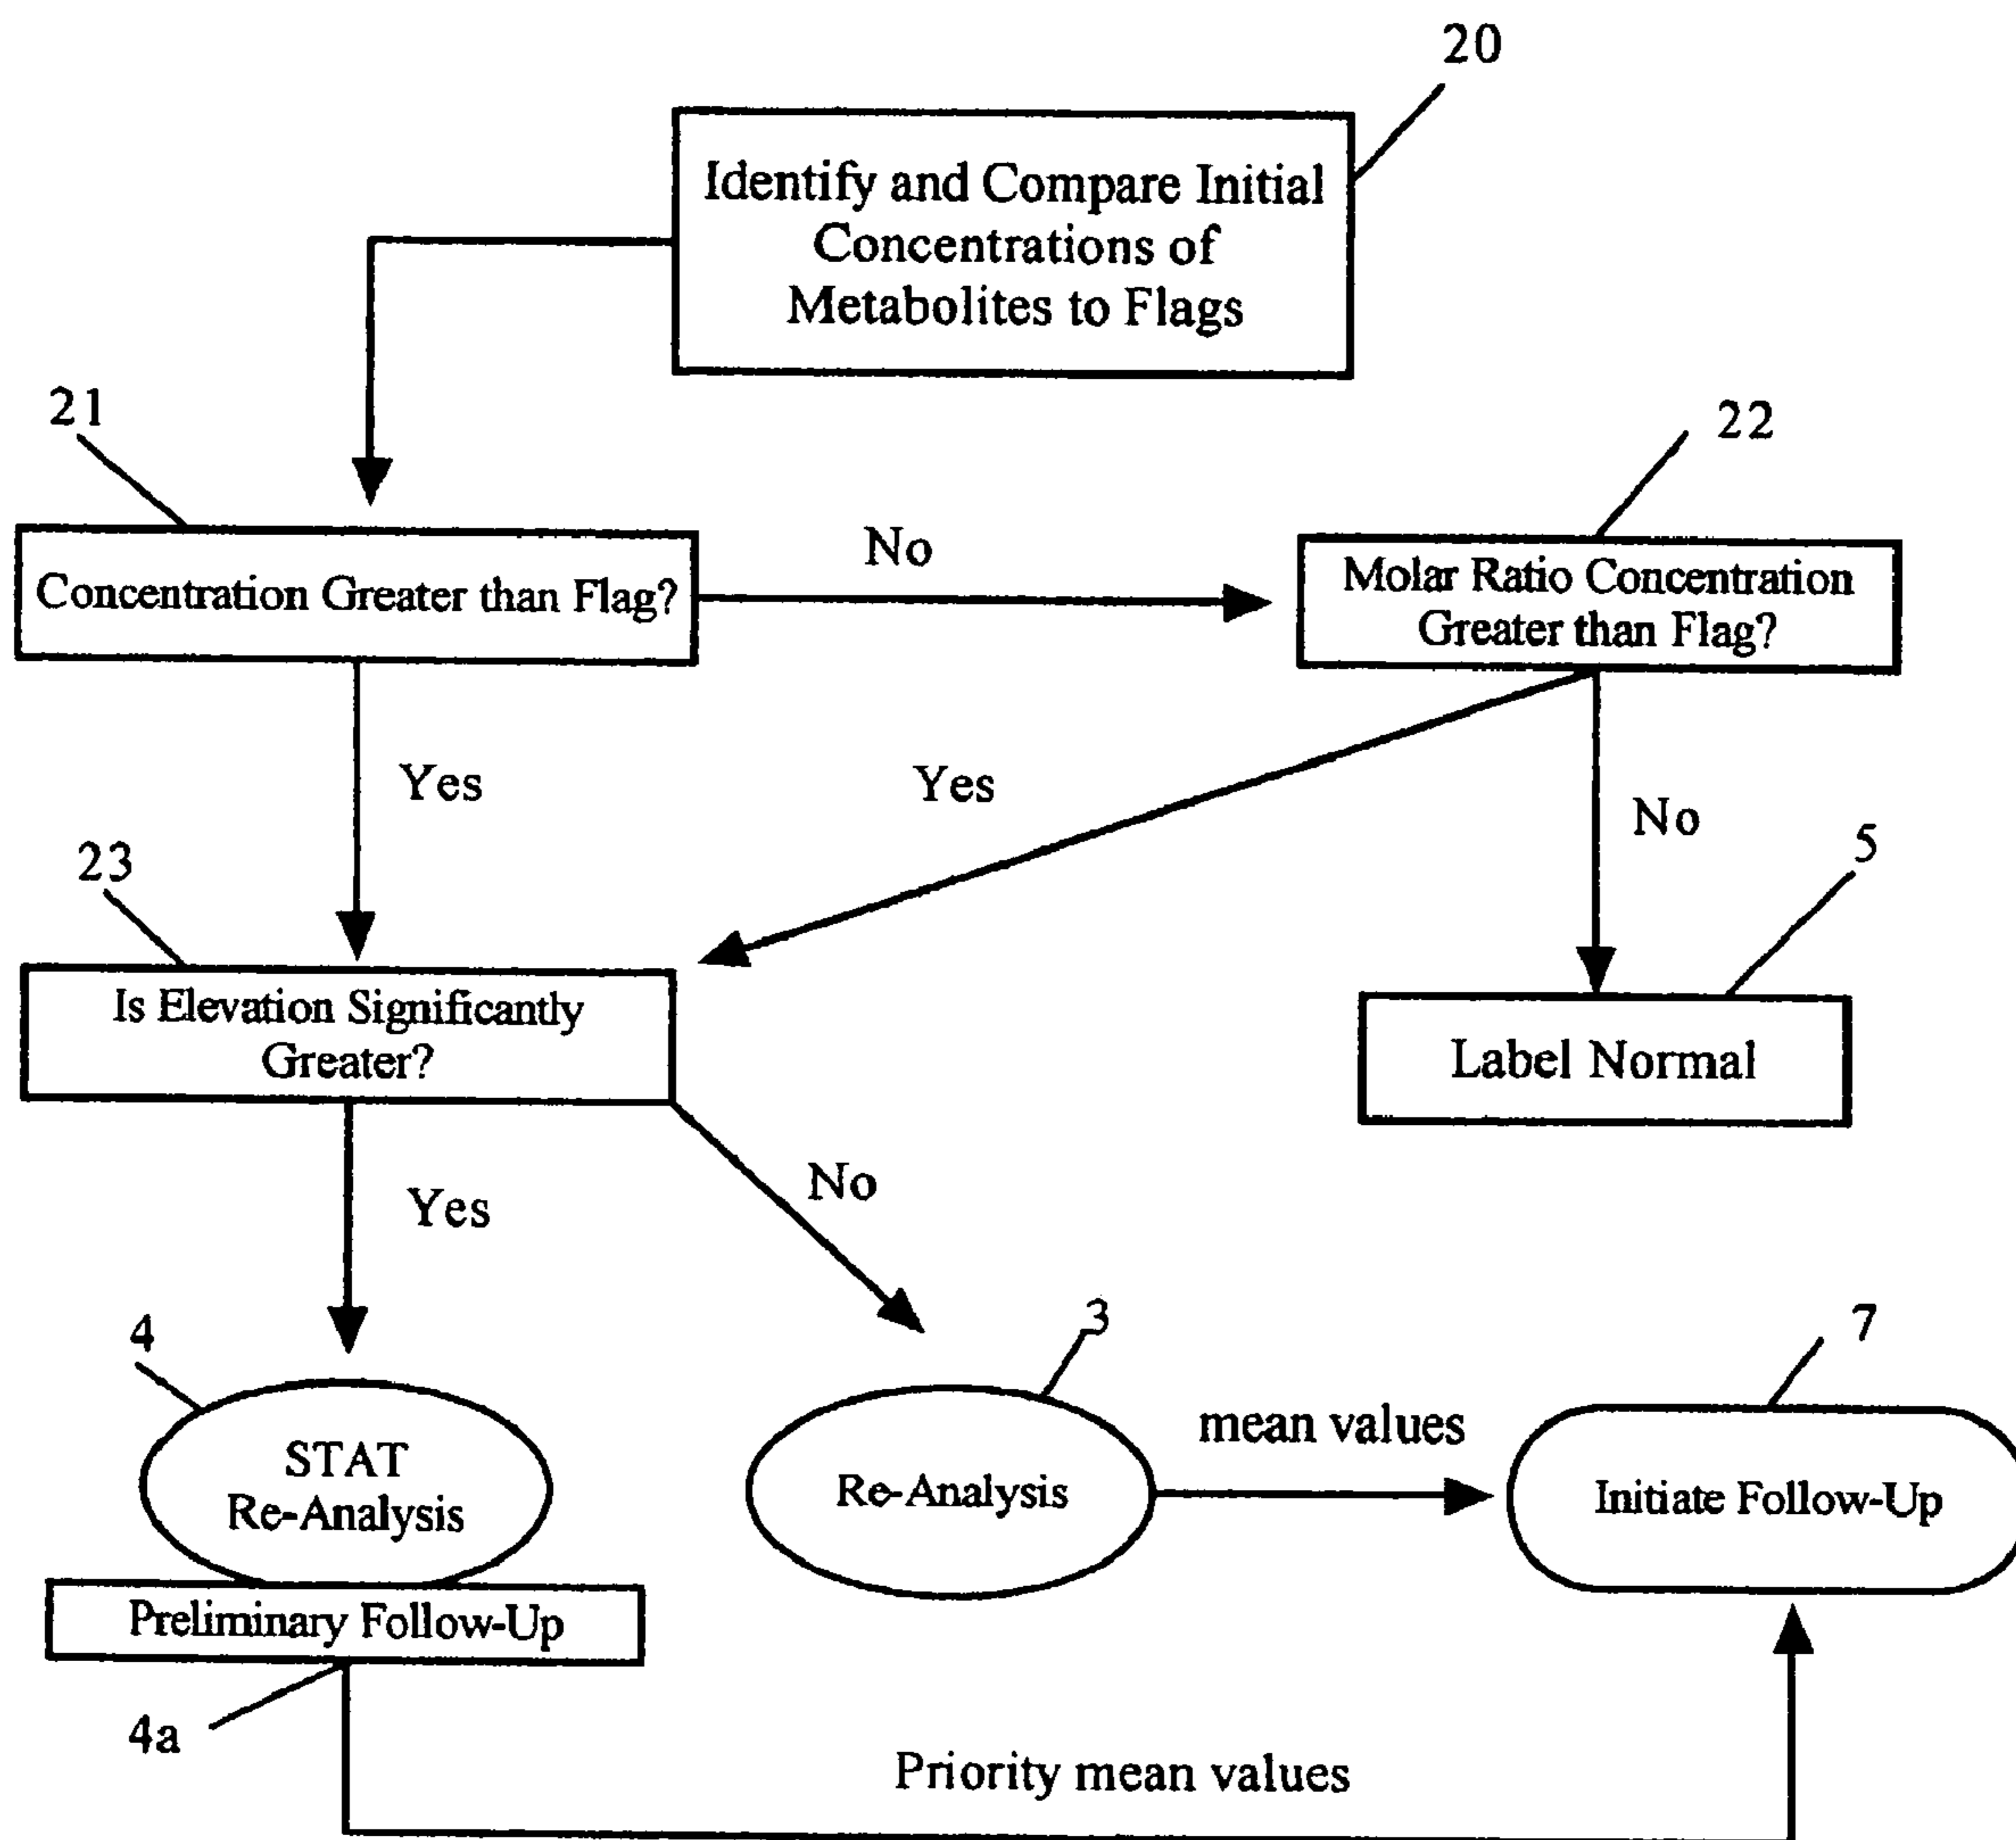 20
Identify and Compare Initial
Concentrations of
Metabolites to Flags
21
22
Concentration Greater than Flag?
No
Molar Ratio Concentration
Greater than Flag?
Yes
Yes
No
23
5
Is Elevation Significantly
Greater?
Label Normal
Yes
No
4
3
7
STAT
Re-Analysis
Re-Analysis
mean values
Initiate Follow-Up
Preliminary Follow-Up
4a
Priority mean values